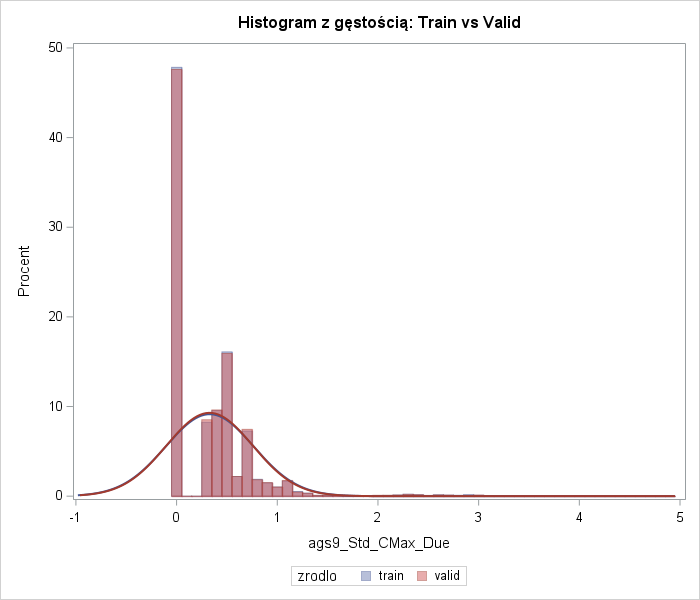 Histogram z gęstością: Train vs Valid
50
40
30
20
10
0
Procent
-1 0 1 2 3 4 5
ags9_Std_CMax_Due
zrodlo train valid